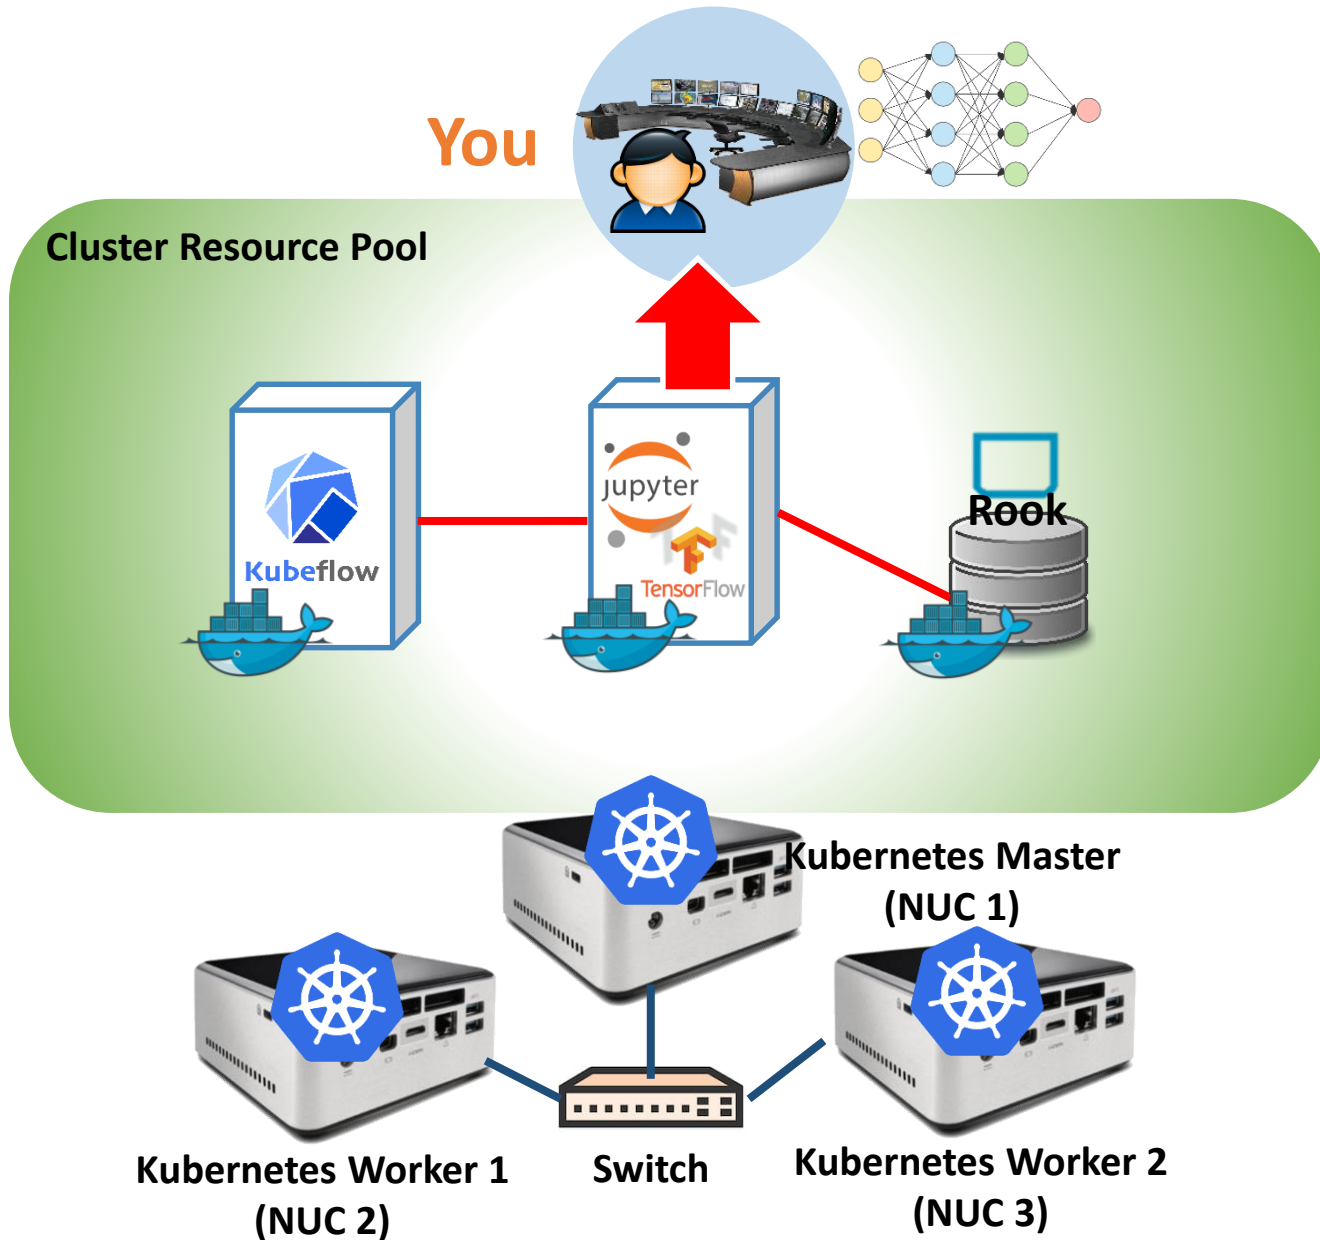 You
Cluster Resource Pool
jupyter
TensorFlow
Kubeflow
Rook
Kubernetes Master
(NUC 1)
Kubernetes Worker 1
(NUC 2)
Switch
Kubernetes Worker 2
(NUC 3)